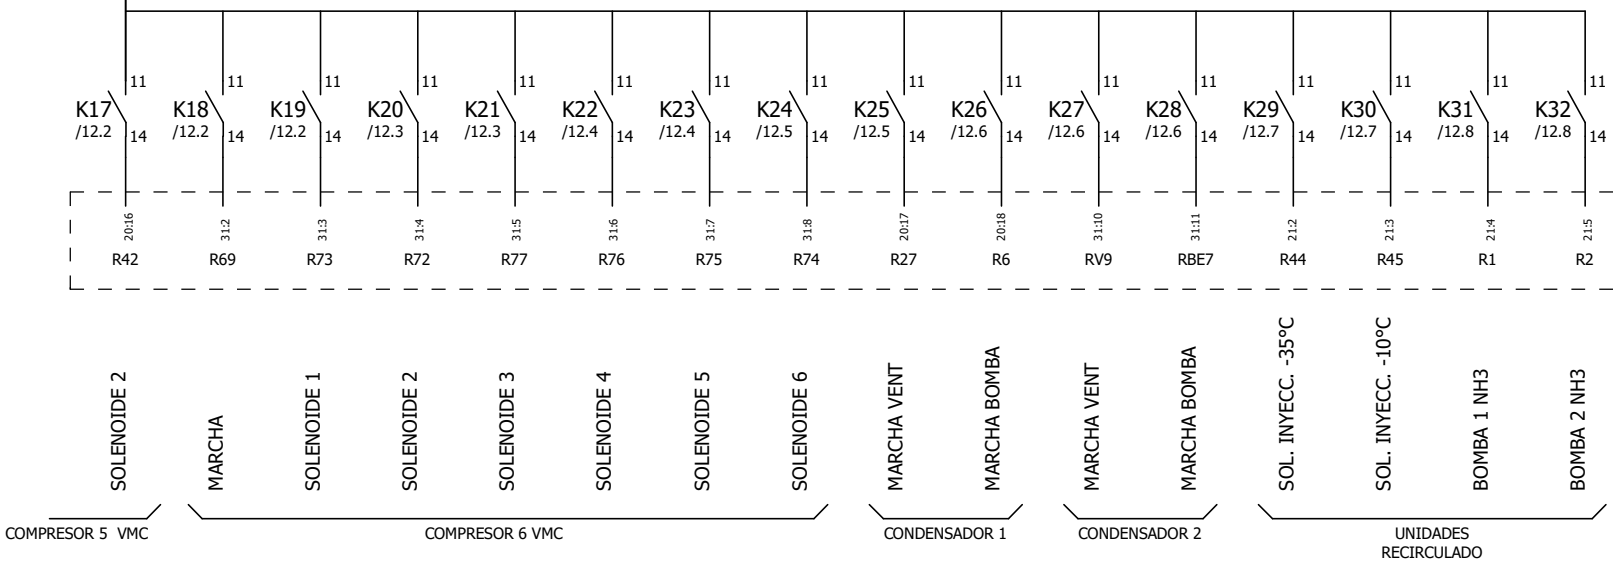 11 11 11 11 11 11 11 11 11 11 11 11 11 11 11 11
K17 K18 K19 K20 K21 K22 K23 K24 K25 K26 K27 K28 K29 K30 K31 K32
/12.2 /12.2 /12.2 /12.3 /12.3 /12.4 /12.4 /12.5 /12.5 /12.6 /12.6 /12.6 /12.7 /12.7 /12.8 /12.8
14 14 14 14 14 14 14 14 14 14 14 14 14 14 14 14
20:16 31:2 31:3 31:4 31:5 31:6 31:7 31:8 20:17 20:18 31:10 31:11 21:2 21:3 21:4 21:5
R42 R69 R73 R72 R77 R76 R75 R74 R27 R6 RV9 RBE7 R44 R45 R1 R2
SOLENOIDE 2
MARCHA
SOLENOIDE 1
SOLENOIDE 2
SOLENOIDE 3
SOLENOIDE 4
SOLENOIDE 5
SOLENOIDE 6
MARCHA VENT
MARCHA BOMBA
MARCHA VENT
MARCHA BOMBA
SOL. INYECC. -35°C
SOL. INYECC. -10°C
BOMBA 1 NH3
BOMBA 2 NH3
COMPRESOR 5 VMC
COMPRESOR 6 VMC
CONDENSADOR 1
CONDENSADOR 2
UNIDADES
RECIRCULADO